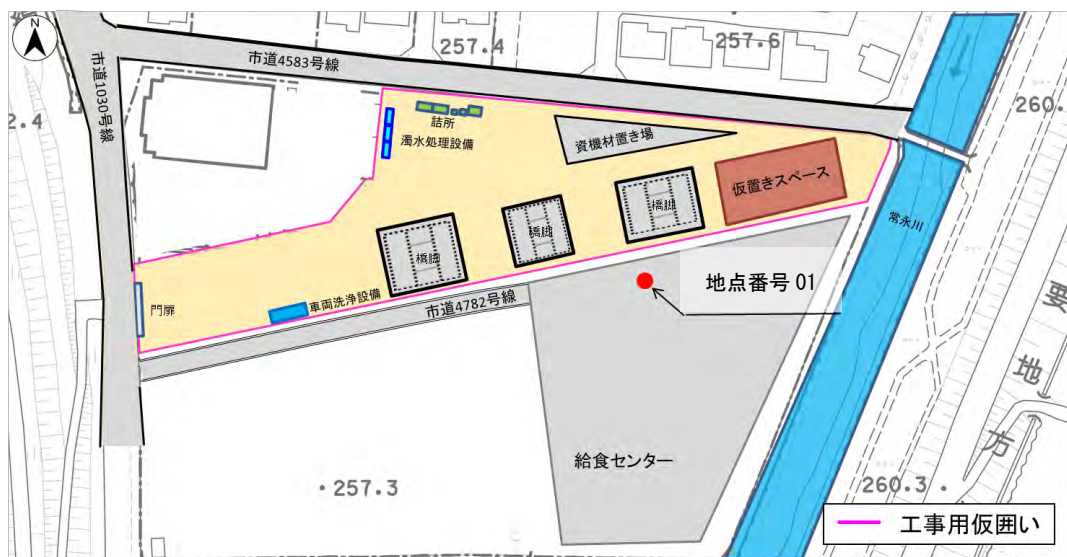 N
257.4
257.6
市道4583号線
市道1030号線
260.
2.4
詰所
濁水処理設備
資機材置き場
仮置きスペース
橋脚
橋脚
橋脚
常永川
地点番号 01
門扉
車両洗浄設備
市道4782号線
地
方
給食センター
257.3
260.3
工事用仮囲い